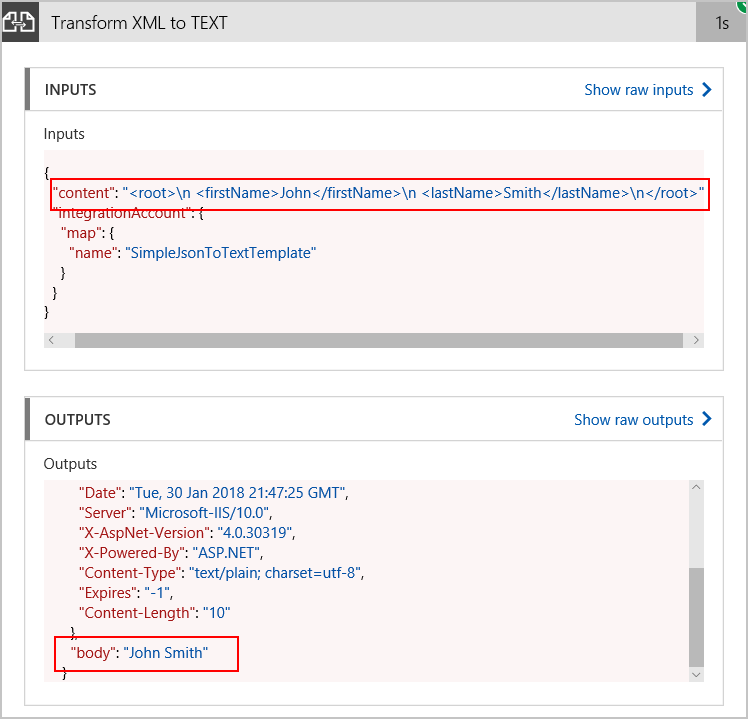 Transform XML to TEXT
1s
INPUTS
Show raw inputs
Inputs
{
"content": "<root>\n <firstName>John</firstName>\n <lastName>Smith</lastName>\n</root>"
"integrationAccount": {
"map": {
"name": "SimpleJsonToTextTemplate"
}
}
}
OUTPUTS
Show raw outputs
Outputs
"Date": "Tue, 30 Jan 2018 21:47:25 GMT",
"Server": "Microsoft-IIS/10.0",
"X-AspNet-Version": "4.0.30319",
"X-Powered-By": "ASP.NET",
"Content-Type": "text/plain; charset=utf-8",
"Expires": "-1",
"Content-Length": "10"
},
"body": "John Smith"
}